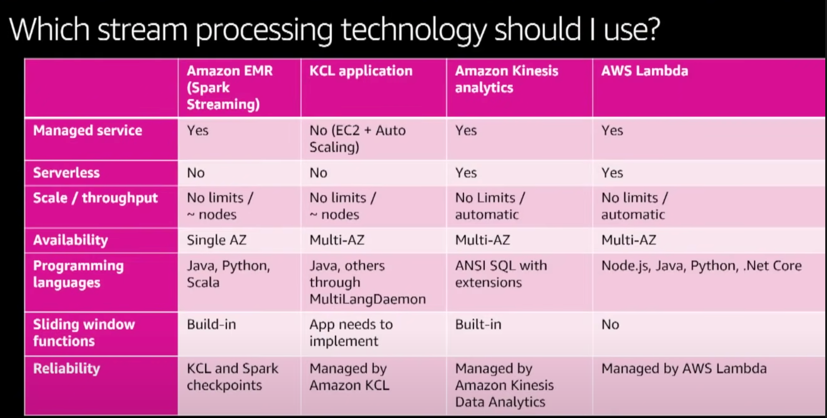 Which stream processing technology should I use?
Amazon EMR
(Spark
Streaming)
KCL application
Amazon Kinesis
analytics
AWS Lambda
Managed service
Yes
No (EC2 + Auto
Scaling)
Yes
Yes
Serverless
No
No
Yes
Yes
Scale / throughput
No limits /
~ nodes
No limits /
~ nodes
No Limits /
automatic
No limits /
automatic
Availability
Single AZ
Multi-AZ
Multi-AZ
Multi-AZ
Programming
languages
Java, Python,
Scala
Java, others
through
MultiLangDaemon
ANSI SQL with
extensions
Node.js, Java, Python, .Net Core
Sliding window
functions
Build-in
App needs to
implement
Built-in
No
Reliability
KCL and Spark
checkpoints
Managed by
Amazon KCL
Managed by
Amazon Kinesis
Data Analytics
Managed by AWS Lambda